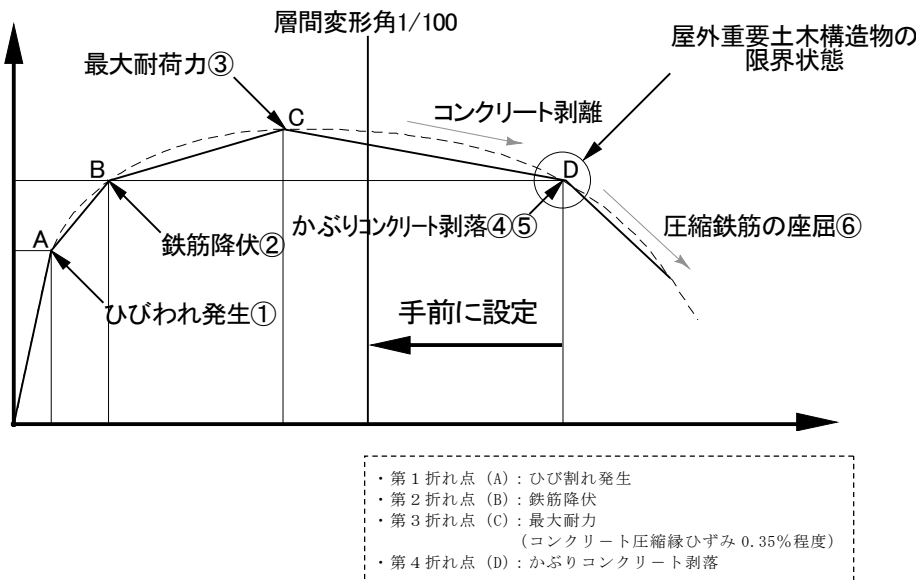 層間変形角1/100
屋外重要土木構造物の
限界状態
最大耐荷力③
C
コンクリート剥離
B
D
かぶりコンクリート剥落④⑤
圧縮鉄筋の座屈⑥
A
鉄筋降伏②
ひびわれ発生①
手前に設定
・第1折れ点 (A)：ひび割れ発生
・第2折れ点 (B)：鉄筋降伏
・第3折れ点 (C)：最大耐力
(コンクリート圧縮縁ひずみ 0.35%程度)
・第4折れ点 (D)：かぶりコンクリート剥落